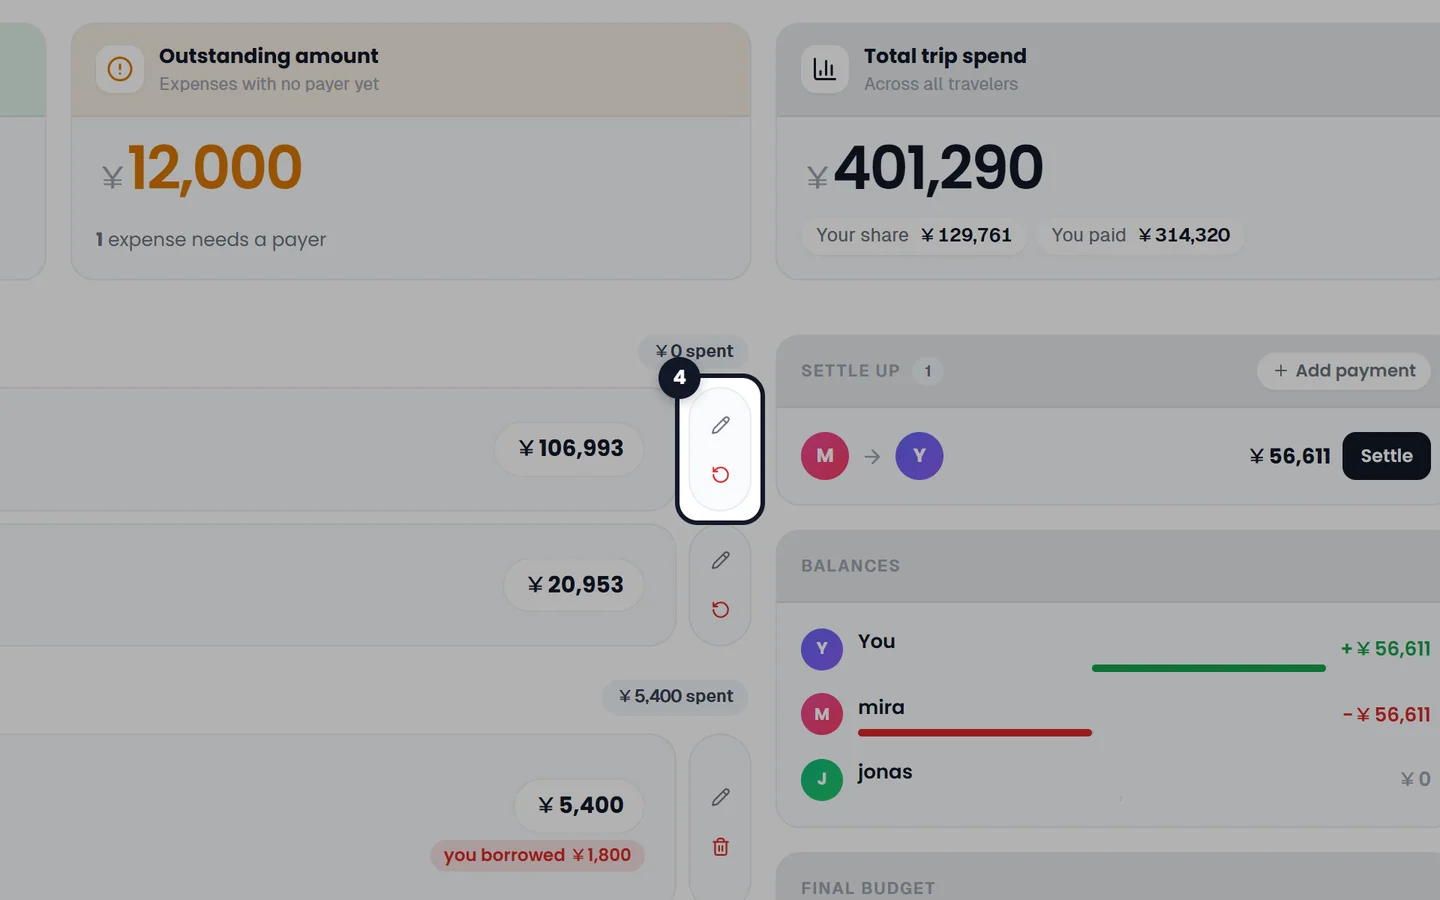 Outstanding amount
Expenses with no payer yet
¥12,000
1 expense needs a payer
Total trip spend
Across all travelers
¥401,290
Your share ¥129,761 You paid ¥314,320
¥0 spent
4
¥106,993
¥20,953
¥5,400 spent
¥5,400
you borrowed ¥1,800
SETTLE UP 1
+ Add payment
M → Y ¥56,611 Settle
BALANCES
Y You +¥56,611
M mira -¥56,611
J jonas ¥0
FINAL BUDGET